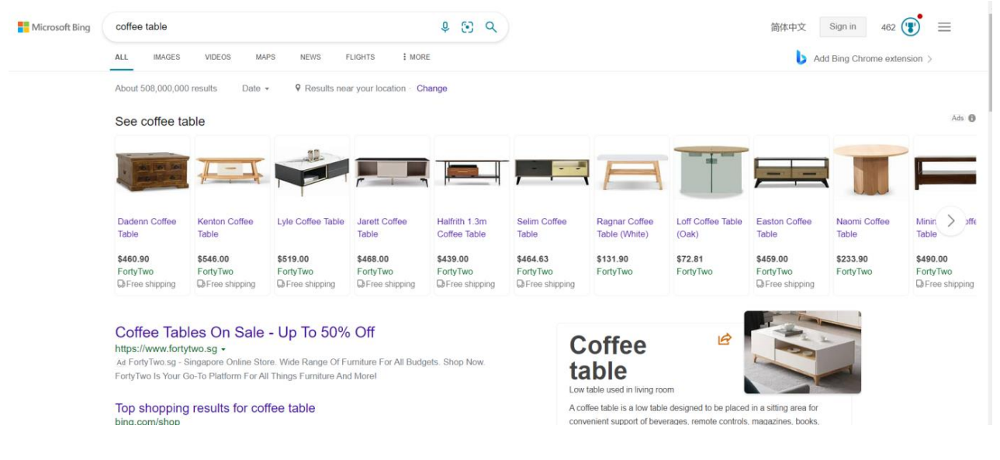 Microsoft Bing
coffee table
简体中文
Sign in
462
ALL
IMAGES
VIDEOS
MAPS
NEWS
FLIGHTS
MORE
Add Bing Chrome extension
About 508,000,000 results
Date
Results near your location · Change
See coffee table
Ads
Dadenn Coffee
Table
$460.90
FortyTwo
Free shipping
Kenton Coffee
Table
$546.00
FortyTwo
Free shipping
Lyle Coffee Table
$519.00
FortyTwo
Free shipping
Jarett Coffee
Table
$468.00
FortyTwo
Free shipping
Halfrith 1.3m
Coffee Table
$439.00
FortyTwo
Free shipping
Selim Coffee
Table
$464.63
FortyTwo
Free shipping
Ragnar Coffee
Table (White)
$131.90
FortyTwo
Loff Coffee Table
(Oak)
$72.81
FortyTwo
Easton Coffee
Table
$459.00
FortyTwo
Free shipping
Naomi Coffee
Table
$233.90
FortyTwo
Table
$490.00
FortyTwo
Free shipping
Coffee Tables On Sale - Up To 50% Off
https://www.fortytwo.sg
Ad FortyTwo.sg - Singapore Online Store. Wide Range Of Furniture For All Budgets. Shop Now.
FortyTwo Is Your Go-To Platform For All Things Furniture And More!
Top shopping results for coffee table
bing.com/shop
Coffee
table
Low table used in living room
A coffee table is a low table designed to be placed in a sitting area for
convenient support of beverages, remote controls, magazines, books,